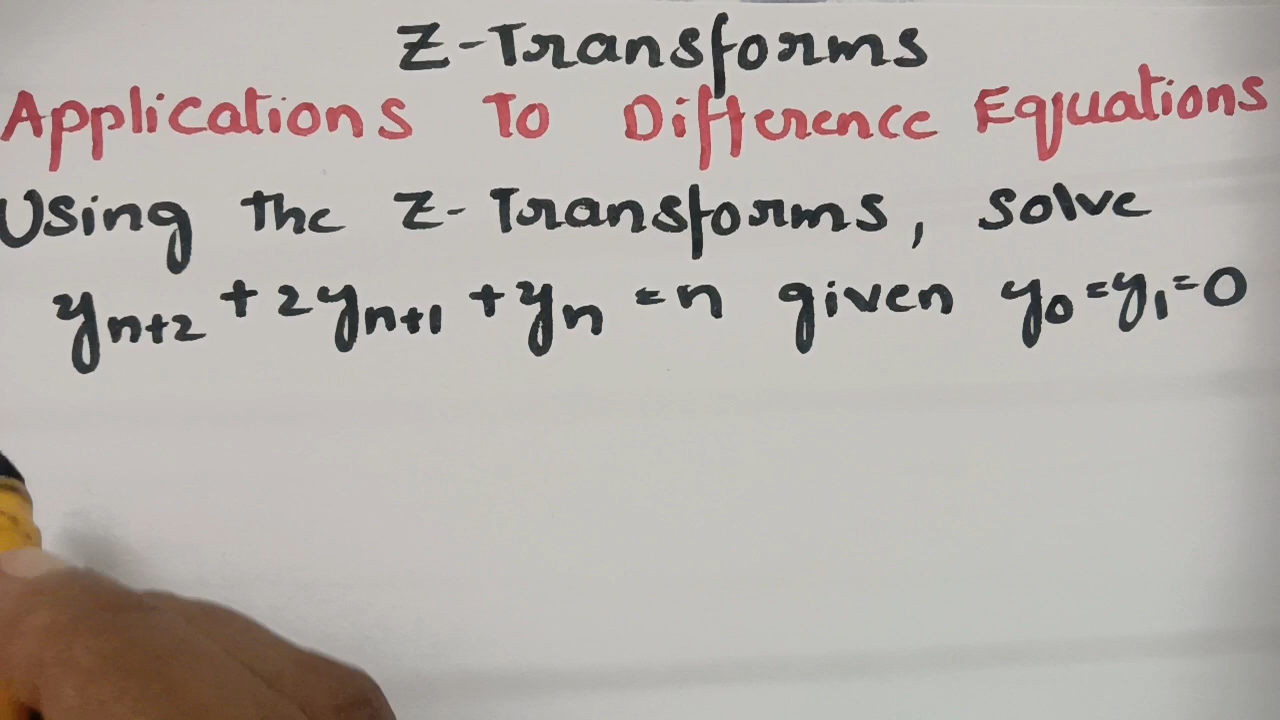 Z-Transforms
Applications To Difference Equations
Using the Z-Transforms, solve
yₙ₊₂ + 2yₙ₊₁ + yₙ = n given y₀ = y₁ = 0